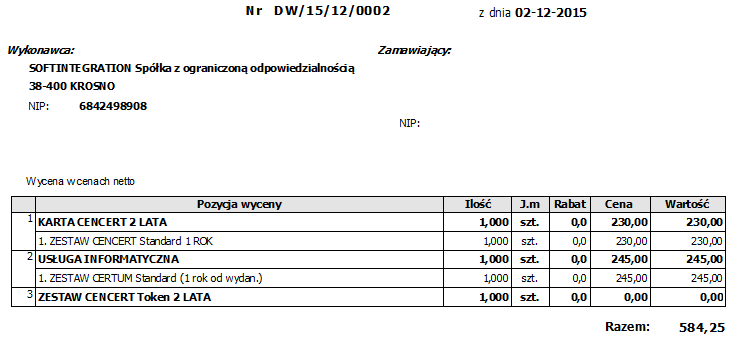 Nr DW/15/12/0002 z dnia 02-12-2015
Wykonawca: Zamawiający:
SOFTINTEGRATION Spółka z ograniczoną odpowiedzialnością
38-400 KROSNO
NIP: 6842498908
NIP:
Wycena w cenach netto
Pozycja wyceny Ilość J.m Rabat Cena Wartość
1 KARTA CENCERT 2 LATA 1,000 szt. 0,0 230,00 230,00
1. ZESTAW CENCERT Standard 1 ROK 1,000 szt. 0,0 230,00 230,00
2 USŁUGA INFORMATYCZNA 1,000 szt. 0,0 245,00 245,00
1. ZESTAW CERTUM Standard (1 rok od wydan.) 1,000 szt. 0,0 245,00 245,00
3 ZESTAW CENCERT Token 2 LATA 1,000 szt. 0,0 0,00 0,00
Razem: 584,25